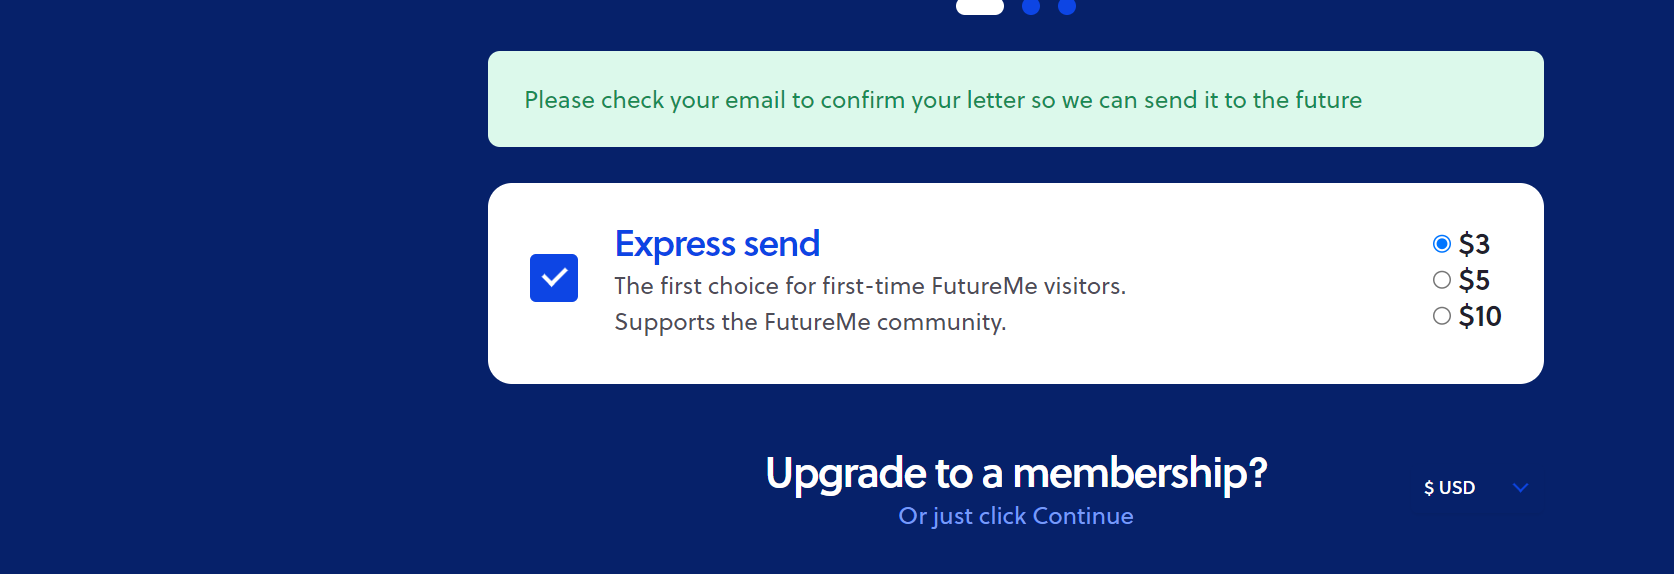 Please check your email to confirm your letter so we can send it to the future
Express send
The first choice for first-time FutureMe visitors.
Supports the FutureMe community.
$3
$5
$10
Upgrade to a membership?
Or just click Continue
$ USD